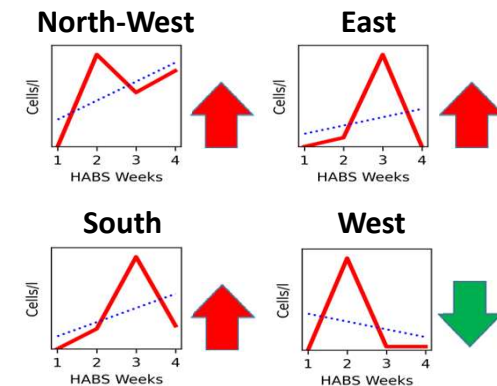 North-West
Cells/l
1 2 3 4
HABS Weeks
East
Cells/l
1 2 3 4
HABS Weeks
South
Cells/l
1 2 3 4
HABS Weeks
West
Cells/l
1 2 3 4
HABS Weeks